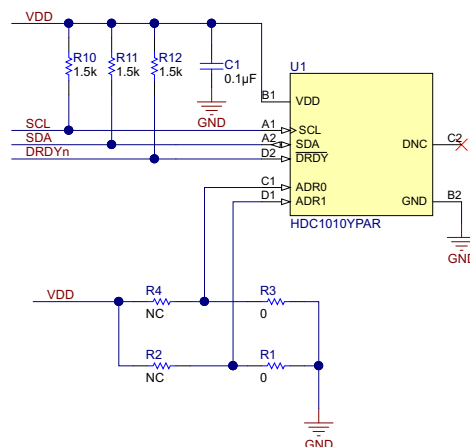 VDD
R10
1.5k
R11
1.5k
R12
1.5k
C1
0.1µF
GND
U1
B1
VDD
SCL
A1
SCL
SDA
A2
SDA
DRDYn
D2
DRDY
DNC
C2
C1
ADR0
D1
ADR1
GND
B2
HDC1010YPAR
GND
VDD
R4
NC
R3
0
R2
NC
R1
0
GND